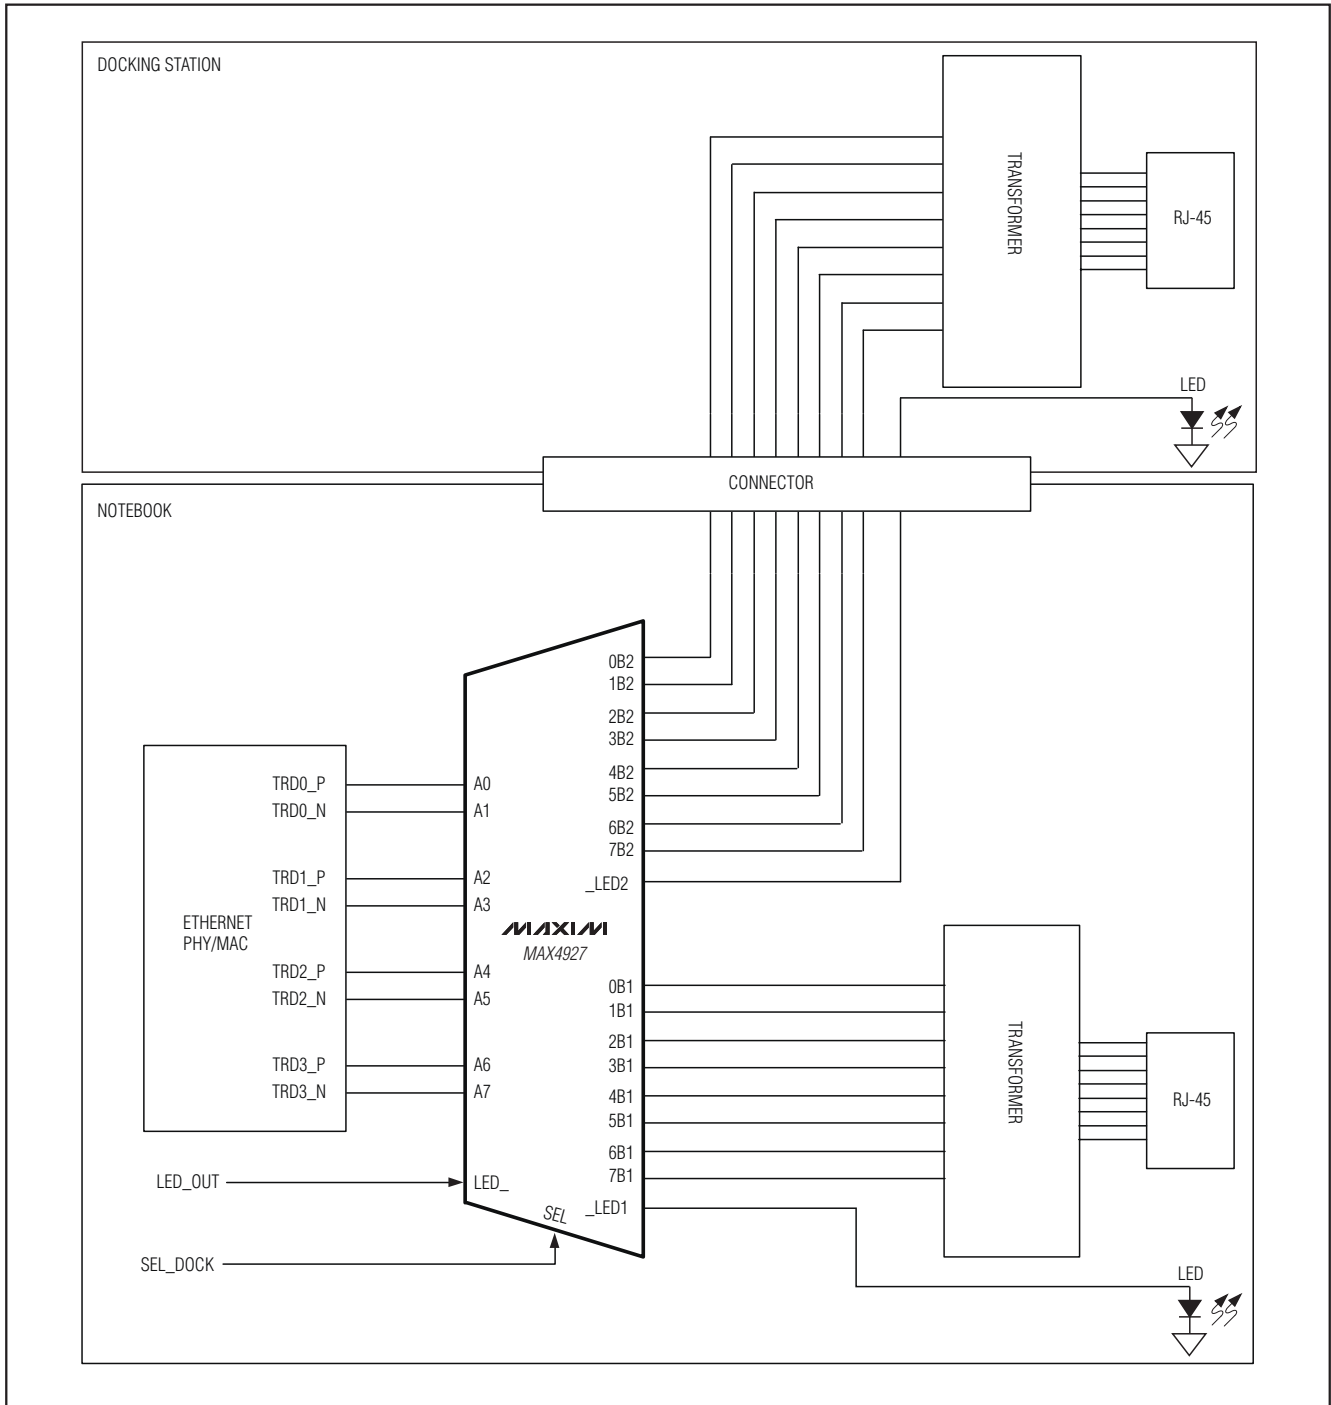 DOCKING STATION
TRANSFORMER
RJ-45
LED
CONNECTOR
NOTEBOOK
0B2
1B2
2B2
3B2
4B2
5B2
6B2
7B2
_LED2
TRD0_P
TRD0_N
TRD1_P
TRD1_N
TRD2_P
TRD2_N
TRD3_P
TRD3_N
ETHERNET
PHY/MAC
A0
A1
A2
A3
A4
A5
A6
A7
MAXIM
MAX4927
0B1
1B1
2B1
3B1
4B1
5B1
6B1
7B1
_LED1
TRANSFORMER
RJ-45
LED_OUT
LED_
SEL
SEL_DOCK
LED